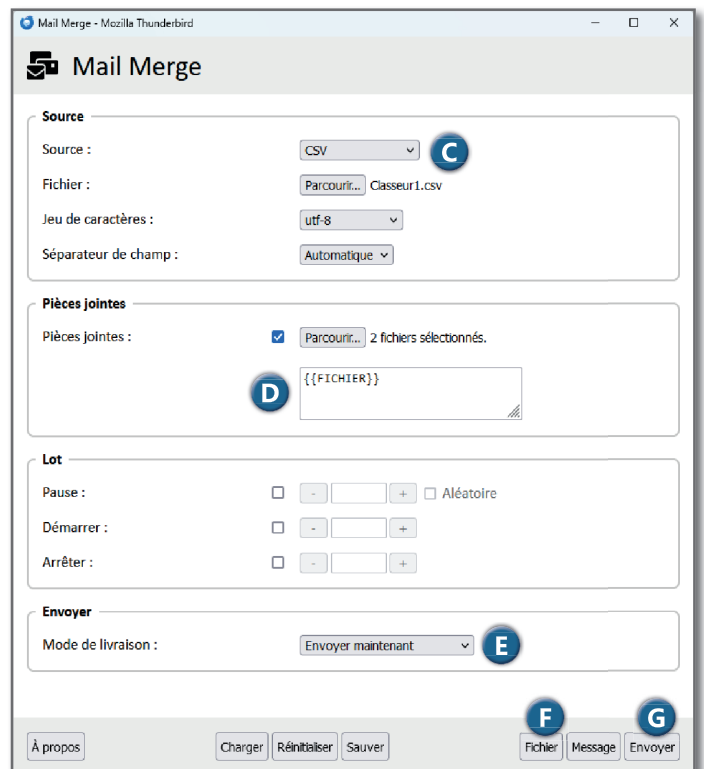 Mail Merge - Mozilla Thunderbird
Mail Merge
Source
Source : CSV C
Fichier : Parcourir... Classeur1.csv
Jeu de caractères : utf-8
Séparateur de champ : Automatique
Pièces jointes
Pièces jointes : Parcourir... 2 fichiers sélectionnés.
D {{FICHIER}}
Lot
Pause : - + Aléatoire
Démarrer : - +
Arrêter : - +
Envoyer
Mode de livraison : Envoyer maintenant E
F G
À propos Charger Réinitialiser Sauver Fichier Message Envoyer